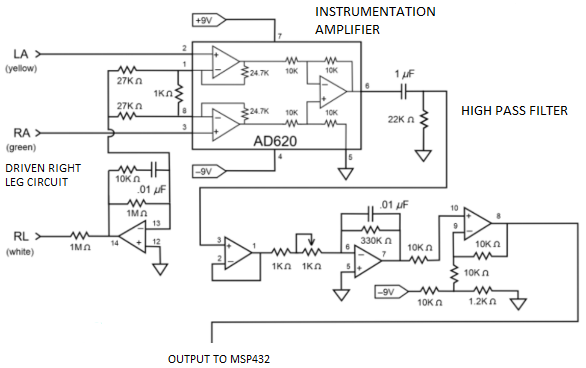 INSTRUMENTATION
AMPLIFIER
+9V
7
LA
(yellow)
2
24.7K
10K
10K
1
27K Ω
1K Ω
6
1 µF
HIGH PASS FILTER
27K Ω
8
24.7K
10K
10K
22K Ω
RA
(green)
3
AD620
–9V
4
5
DRIVEN RIGHT
LEG CIRCUIT
10K Ω
.01 µF
1M Ω
RL
(white)
1M Ω
14
13
12
.01 µF
330K Ω
3
2
1
1K Ω
1K Ω
6
5
7
10K Ω
10
9
8
10K Ω
10K Ω
–9V
10K Ω
1.2K Ω
OUTPUT TO MSP432